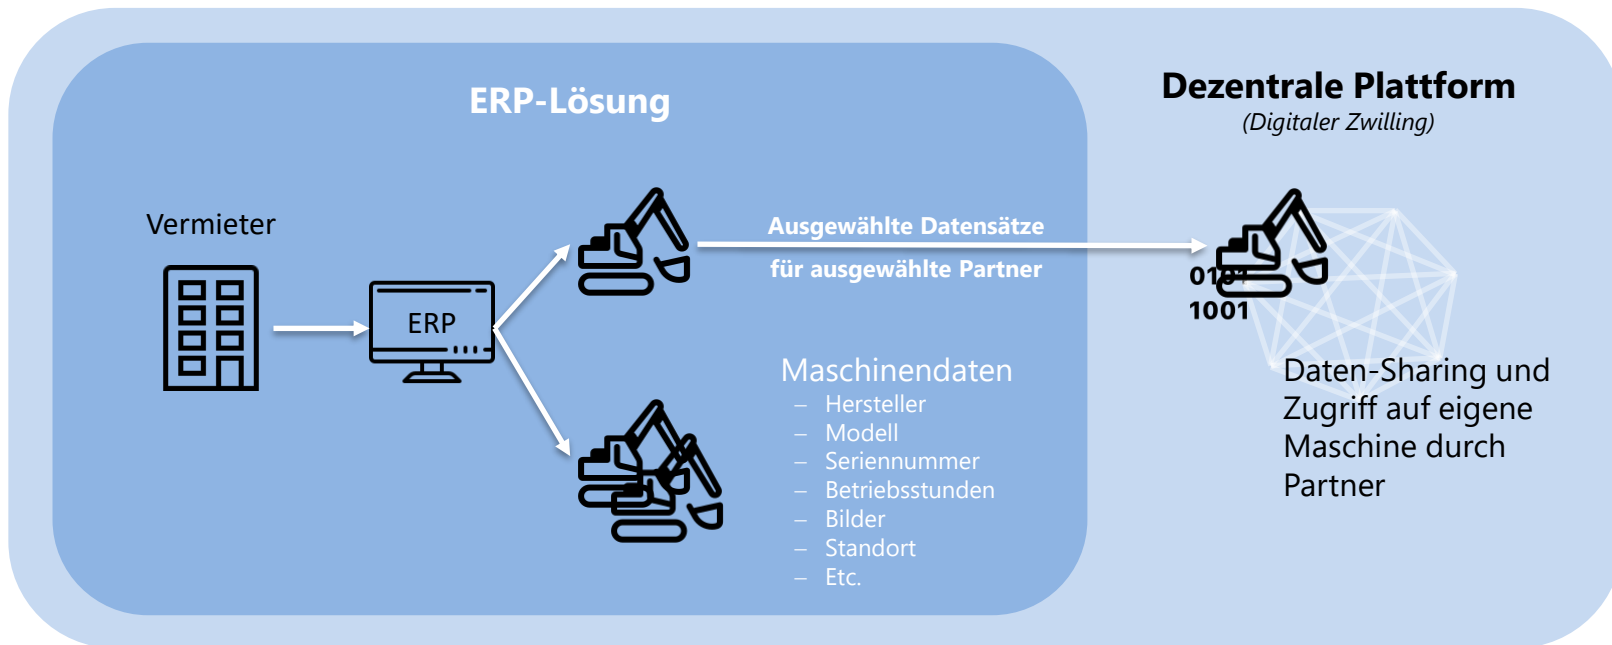 ERP-Lösung
Dezentrale Plattform
(Digitaler Zwilling)
Vermieter
ERP
Ausgewählte Datensätze
für ausgewählte Partner
0101
1001
Maschinendaten
– Hersteller
– Modell
– Seriennummer
– Betriebsstunden
– Bilder
– Standort
– Etc.
Daten-Sharing und
Zugriff auf eigene
Maschine durch
Partner